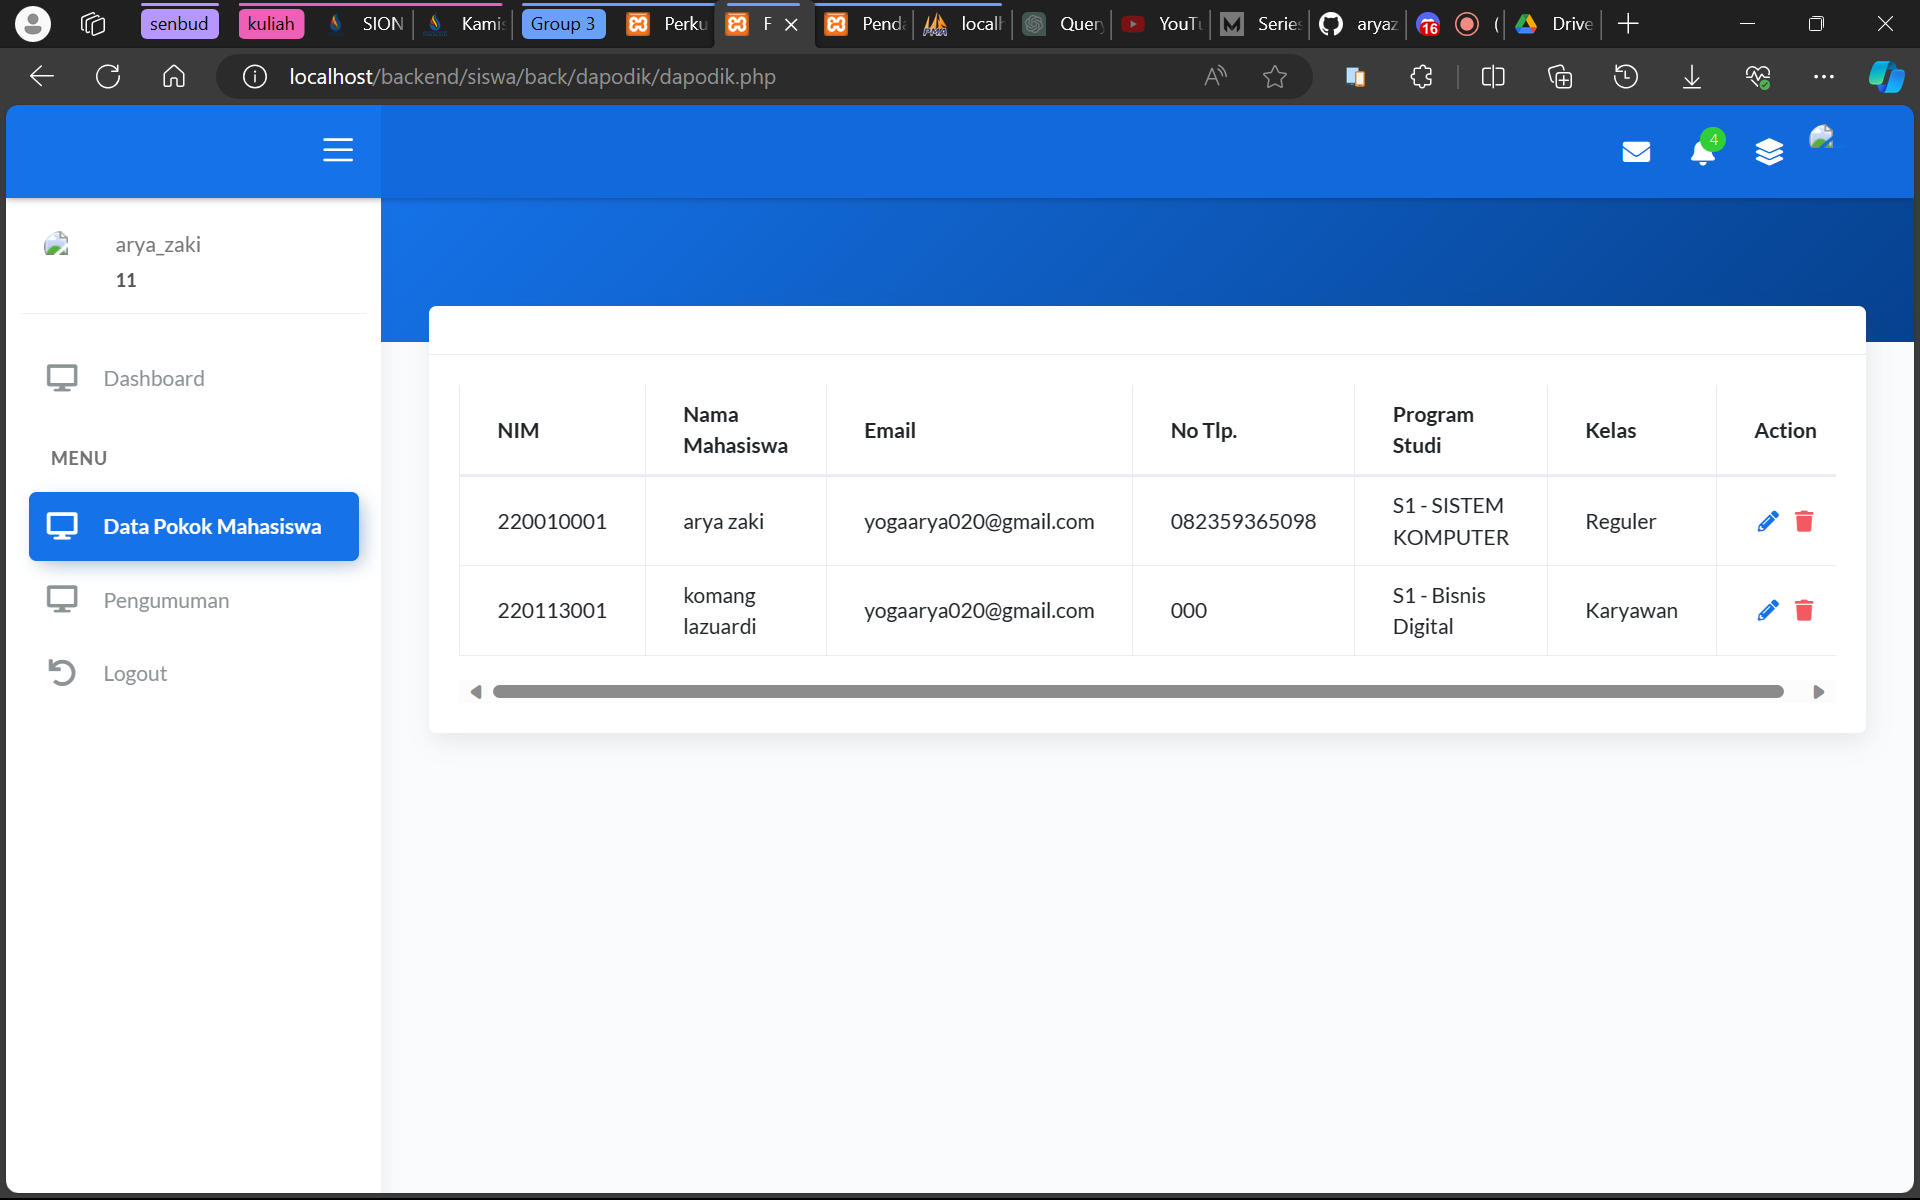 senbud
kuliah
SION
Kamis
Group 3
Perku
F
Penda
localh
Query
YouTu
Series
aryaz
16
(
Drive
localhost/backend/siswa/back/dapodik/dapodik.php
4
arya_zaki
11
Dashboard
MENU
Data Pokok Mahasiswa
Pengumuman
Logout
NIM
Nama
Mahasiswa
Email
No Tlp.
Program
Studi
Kelas
Action
220010001
arya zaki
yogaarya020@gmail.com
082359365098
S1 - SISTEM
KOMPUTER
Reguler
220113001
komang
lazuardi
yogaarya020@gmail.com
000
S1 - Bisnis
Digital
Karyawan